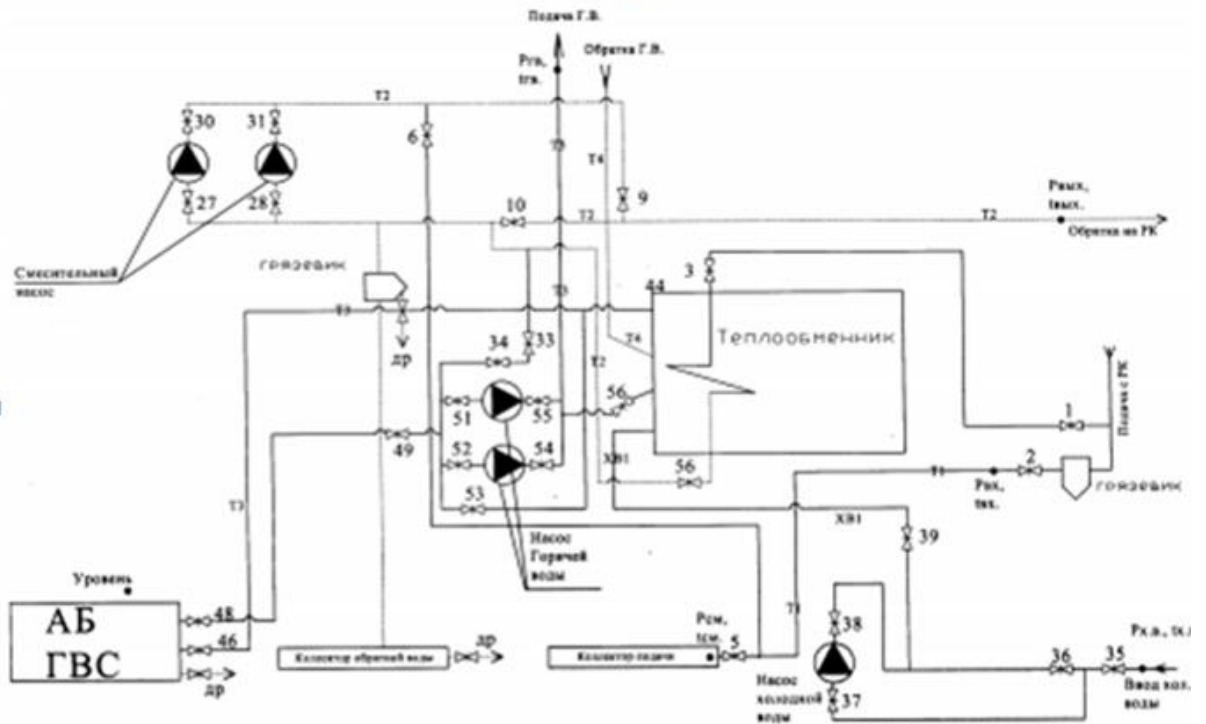 Подача Г.В.
Обратка Г.В.
Ргв,
tгв.
Т2
30
31
6
Т3
Т4
27
28
10
9
Т2
Рвых,
tвых.
Т2
Обратка на РК
Смесительный
насос
грязевик
3
44
Т3
Т3
Т4
Теплообменник
др
34
33
Т2
56
51
55
1
Подача с РК
49
52
54
ХВ1
56
2
Т1
Рвх,
tвх.
грязевик
53
Т3
ХВ1
39
Насос
Горячей
воды
Уровень
АБ
ГВС
48
46
др
Коллектор обратной воды
др
Рсм,
tсм.
Коллектор подачи
5
Т1
38
Насос
холодной
воды
37
36
35
Рх.в., tх.
Ввод хол.
воды